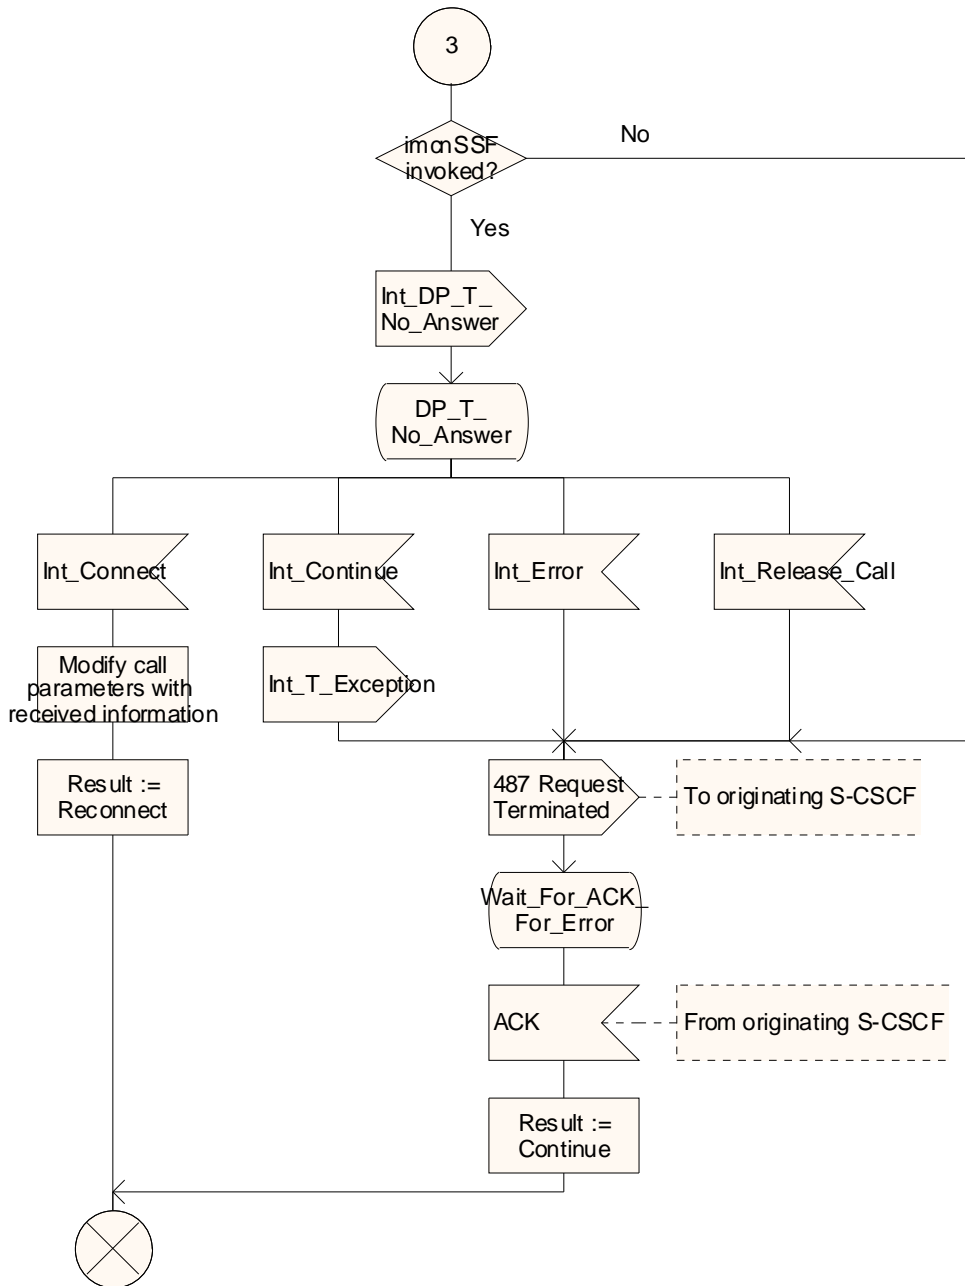 3
imcnSSF
invoked?
No
Yes
Int_DP_T_
No_Answer
DP_T_
No_Answer
Int_Connect
Int_Continue
Int_Error
Int_Release_Call
Modify call
parameters with
received information
Int_T_Exception
Result :=
Reconnect
487 Request
Terminated
To originating S-CSCF
Wait_For_ACK_
For_Error
ACK
From originating S-CSCF
Result :=
Continue